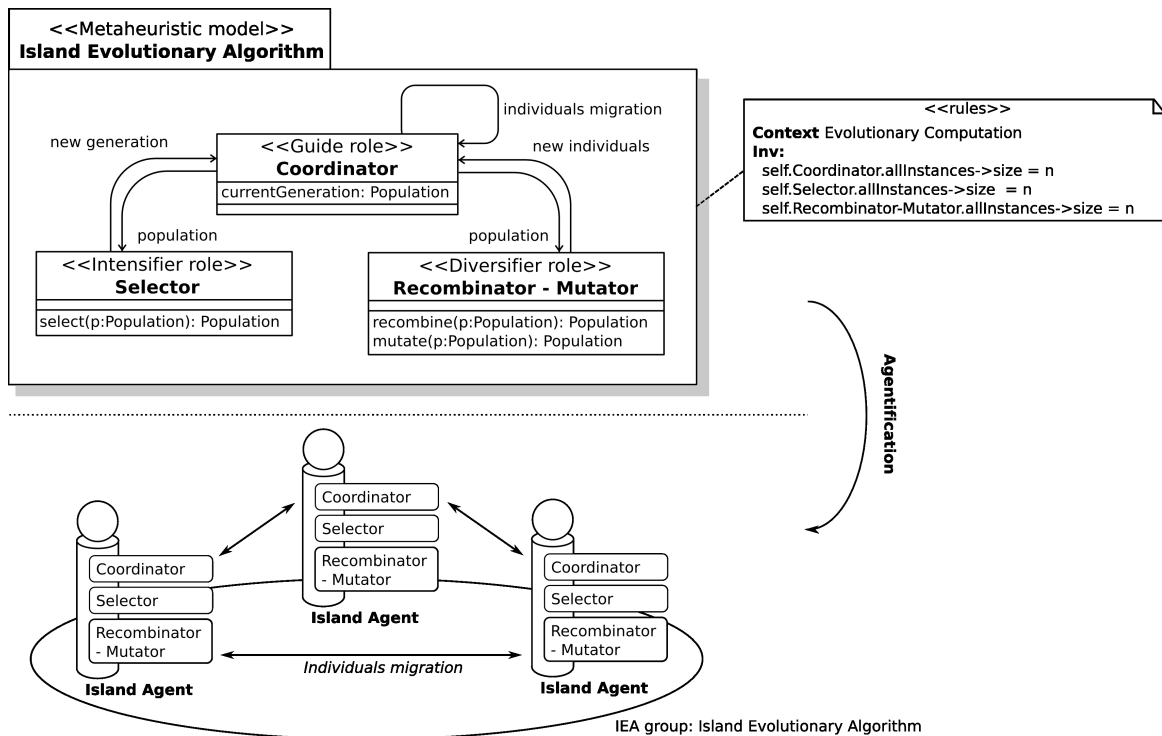 <<Metaheuristic model>>
Island Evolutionary Algorithm
individuals migration
<<rules>>
Context Evolutionary Computation
Inv:
self.Coordinator.allInstances->size = n
self.Selector.allInstances->size  = n
self.Recombinator-Mutator.allInstances->size = n
new generation
<<Guide role>>
Coordinator
currentGeneration: Population
new individuals
population
population
<<Intensifier role>>
Selector
select(p:Population): Population
<<Diversifier role>>
Recombinator - Mutator
recombine(p:Population): Population
mutate(p:Population): Population
Agentification
Coordinator
Selector
Recombinator
- Mutator
Island Agent
Coordinator
Selector
Recombinator
- Mutator
Island Agent
Coordinator
Selector
Recombinator
- Mutator
Island Agent
Individuals migration
IEA group: Island Evolutionary Algorithm